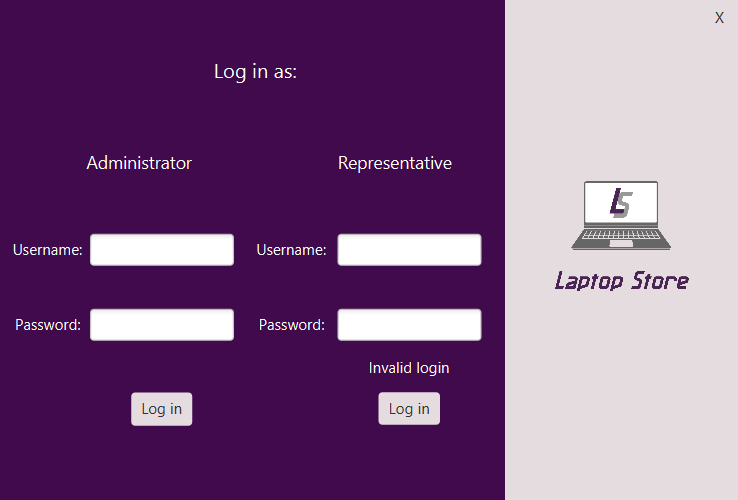 X
Log in as:
Administrator
Representative
Username:
Username:
Password:
Password:
Invalid login
Log in
Log in
LS
Laptop Store